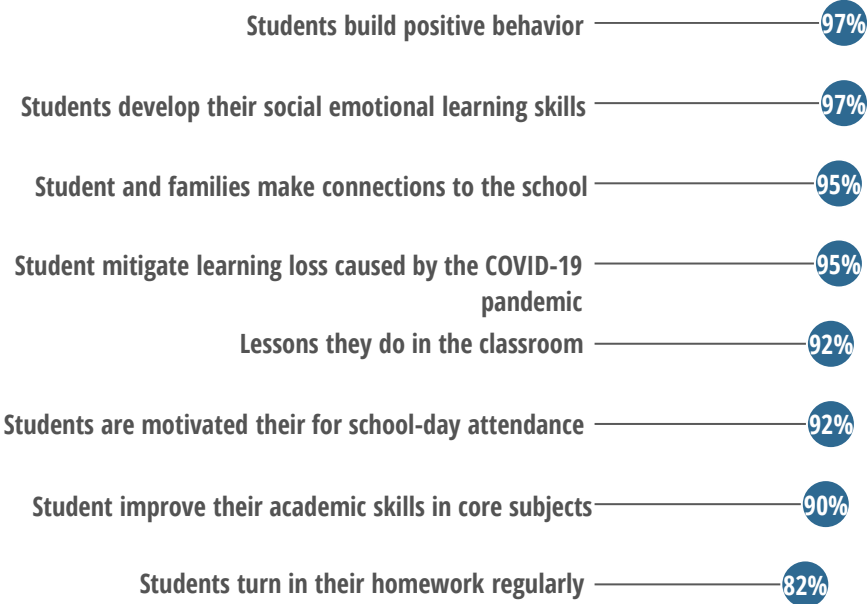 Students build positive behavior 97%
Students develop their social emotional learning skills 97%
Student and families make connections to the school 95%
Student mitigate learning loss caused by the COVID-19 95%
pandemic
Lessons they do in the classroom 92%
Students are motivated their for school-day attendance 92%
Student improve their academic skills in core subjects 90%
Students turn in their homework regularly 82%